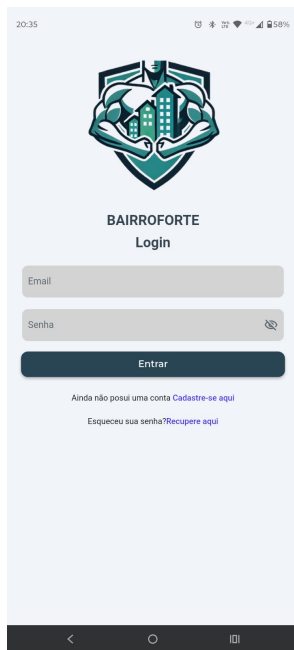 20:35
58%
BAIRROFORTE
Login
Email
Senha
Entrar
Ainda não posui uma conta Cadastre-se aqui
Esqueceu sua senha?Recupere aqui